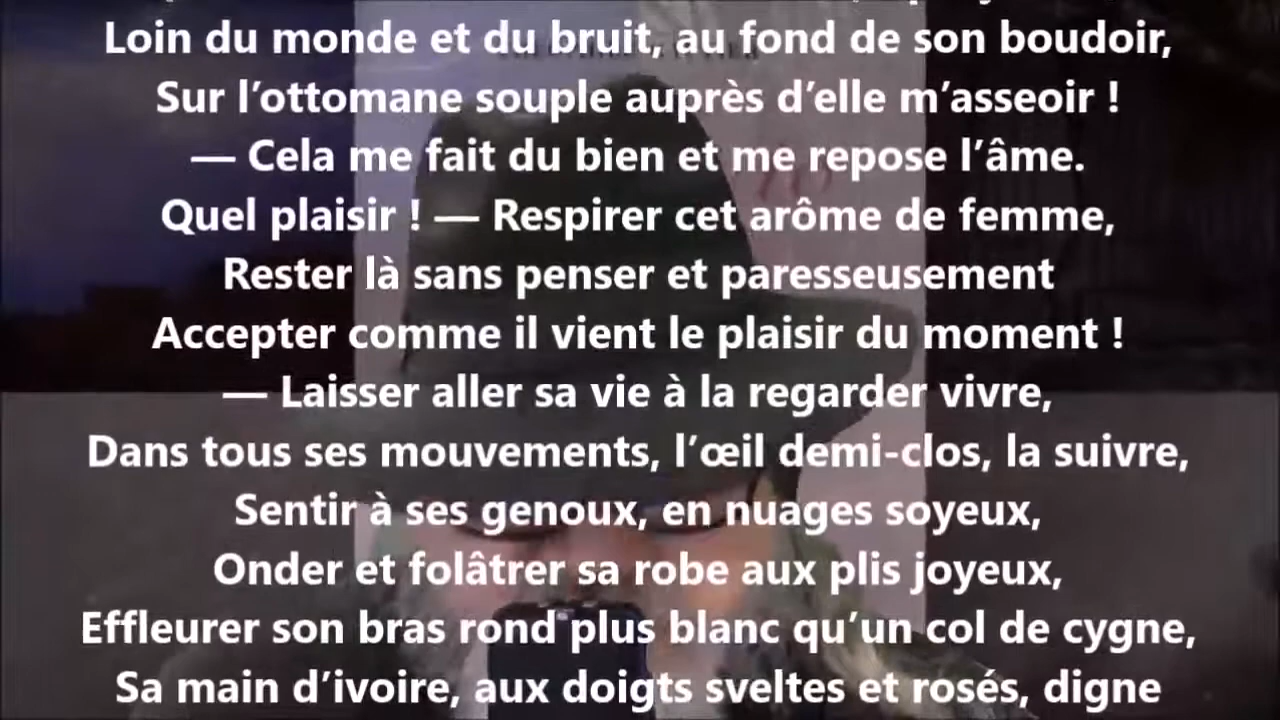 Loin du monde et du bruit, au fond de son boudoir,
Sur l’ottomane souple auprès d’elle m’asseoir !
— Cela me fait du bien et me repose l’âme.
Quel plaisir ! — Respirer cet arôme de femme,
Rester là sans penser et paresseusement
Accepter comme il vient le plaisir du moment !
— Laisser aller sa vie à la regarder vivre,
Dans tous ses mouvements, l’œil demi-clos, la suivre,
Sentir à ses genoux, en nuages soyeux,
Onder et folâtrer sa robe aux plis joyeux,
Effleurer son bras rond plus blanc qu’un col de cygne,
Sa main d’ivoire, aux doigts sveltes et rosés, digne